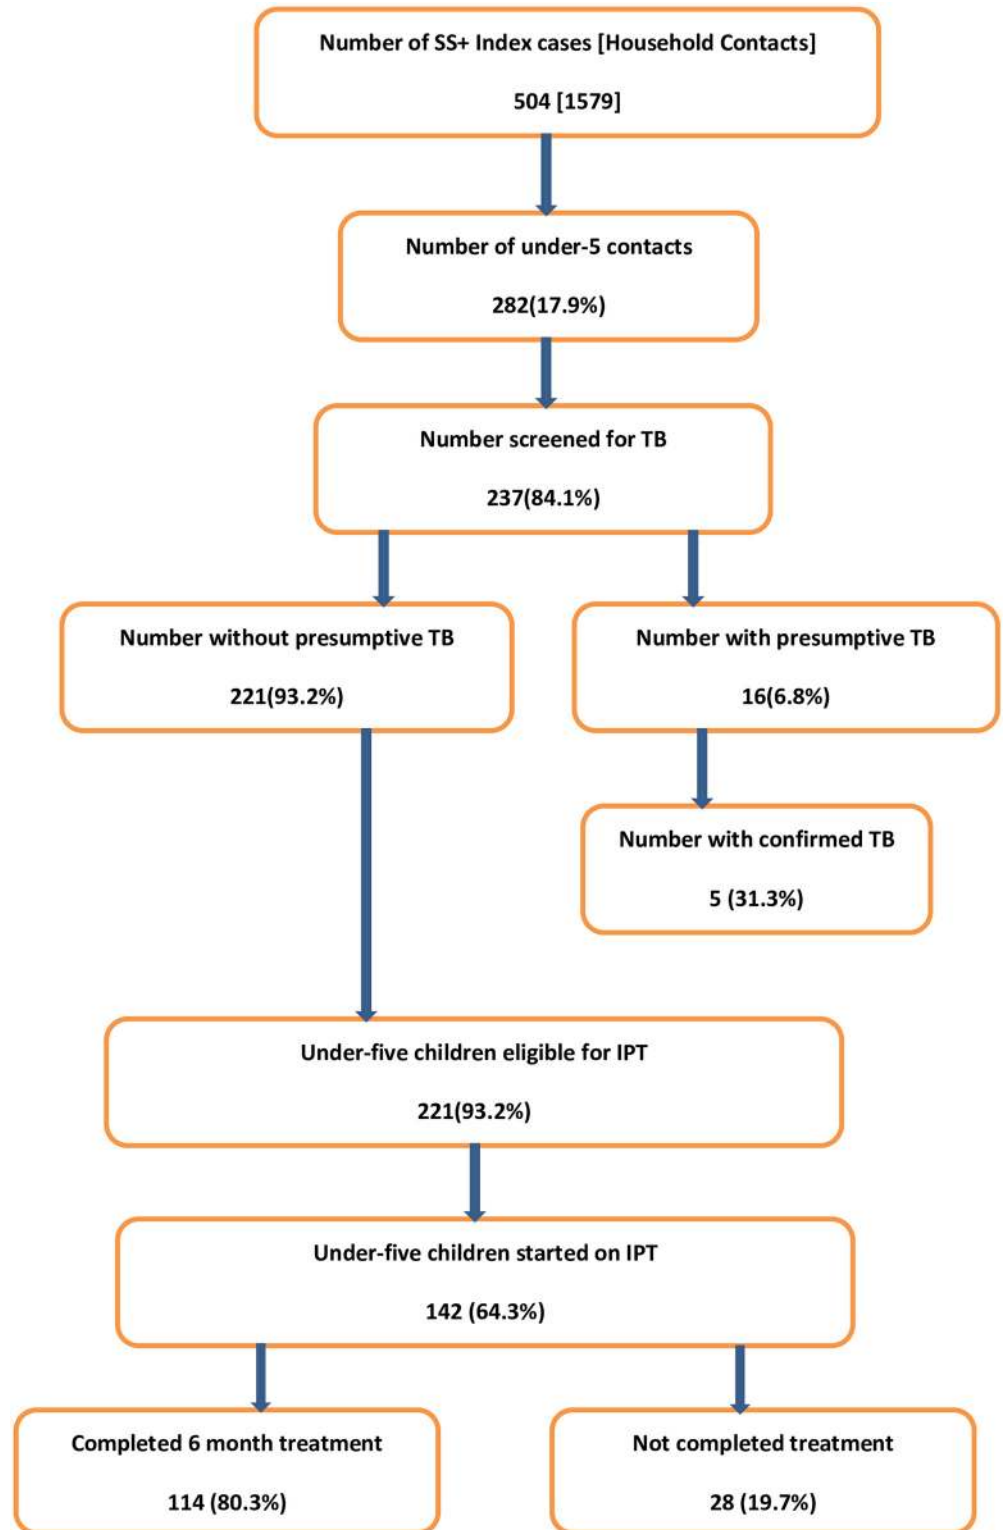 Number of SS+ Index cases [Household Contacts]
504 [1579]
Number of under-5 contacts
282(17.9%)
Number screened for TB
237(84.1%)
Number without presumptive TB
221(93.2%)
Number with presumptive TB
16(6.8%)
Number with confirmed TB
5 (31.3%)
Under-five children eligible for IPT
221(93.2%)
Under-five children started on IPT
142 (64.3%)
Completed 6 month treatment
114 (80.3%)
Not completed treatment
28 (19.7%)